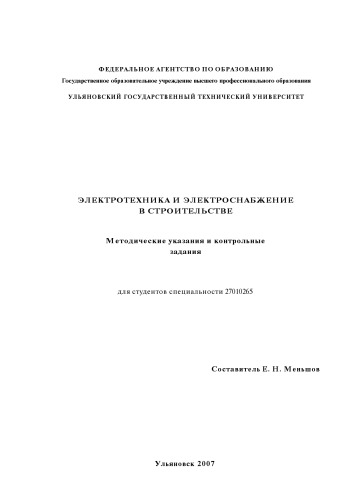 ФЕДЕРАЛЬНОЕ АГЕНТСТВО ПО ОБРАЗОВАНИЮ
Государственное образовательное учреждение высшего профессионального образования
УЛЬЯНОВСКИЙ ГОСУДАРСТВЕННЫЙ ТЕХНИЧЕСКИЙ УНИВЕРСИТЕТ
ЭЛЕКТРОТЕХНИКА И ЭЛЕКТРОСНАБЖЕНИЕ
В СТРОИТЕЛЬСТВЕ
Методические указания и контрольные
задания
для студентов специальности 27010265
Составитель Е. Н. Меньшов
Ульяновск 2007